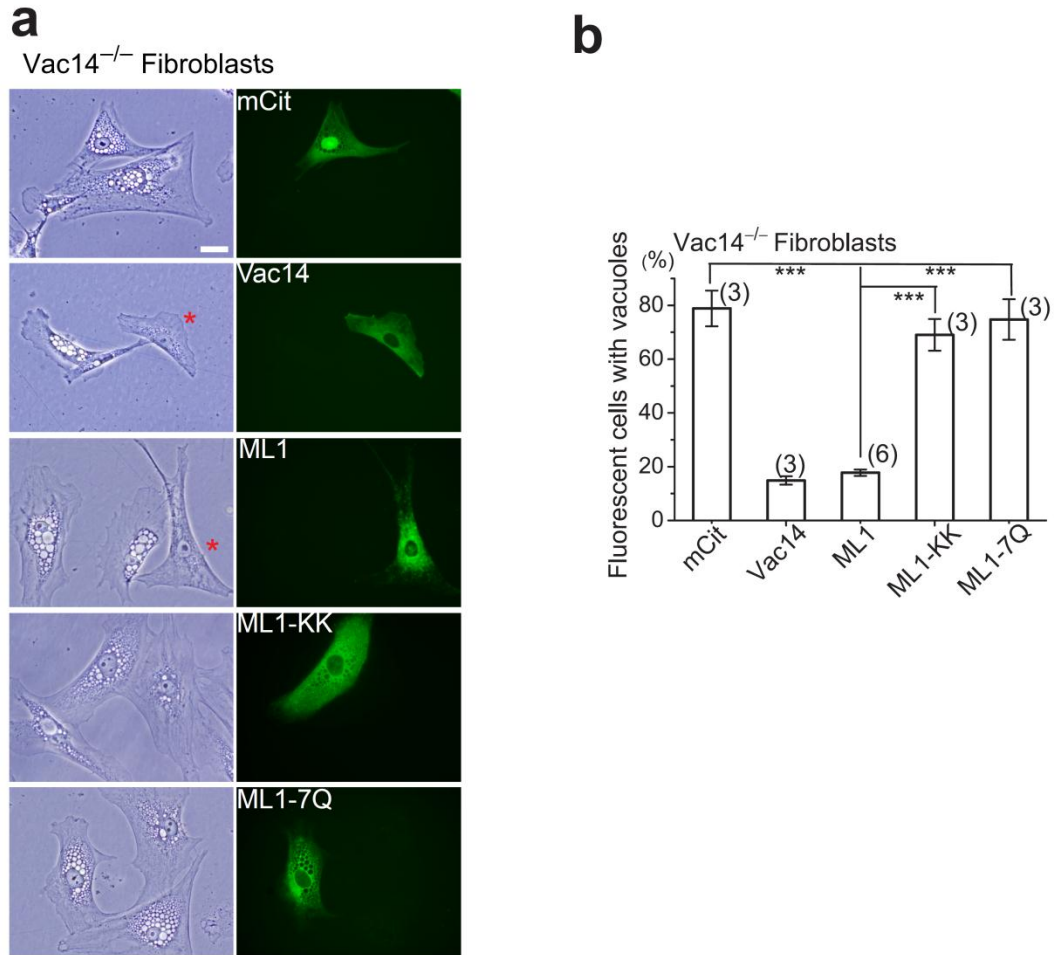 a
Vac14−/− Fibroblasts
mCit
Vac14
*
ML1
*
ML1-KK
ML1-7Q
b
Vac14−/− Fibroblasts
(%)
Fluorescent cells with vacuoles
80
60
40
20
0
*** ***
***
(3)
(3)
(6)
(3)
(3)
mCit
Vac14
ML1
ML1-KK
ML1-7Q